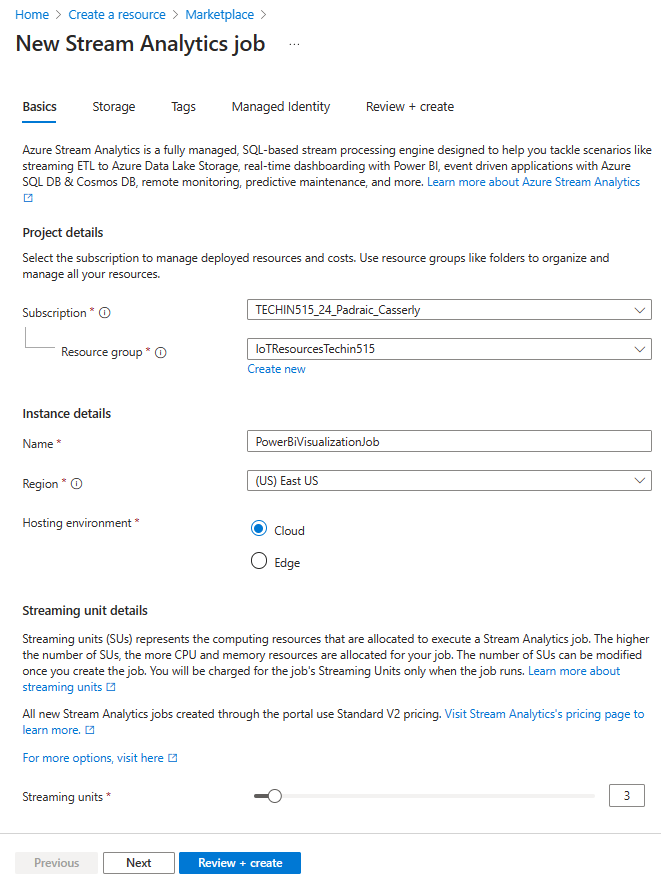 Home > Create a resource > Marketplace >
New Stream Analytics job ...
Basics Storage Tags Managed Identity Review + create
Azure Stream Analytics is a fully managed, SQL-based stream processing engine designed to help you tackle scenarios like
streaming ETL to Azure Data Lake Storage, real-time dashboarding with Power BI, event driven applications with Azure
SQL DB & Cosmos DB, remote monitoring, predictive maintenance, and more. Learn more about Azure Stream Analytics
Project details
Select the subscription to manage deployed resources and costs. Use resource groups like folders to organize and
manage all your resources.
Subscription * TECHIN515_24_Padraic_Casserly
Resource group * IoTResourcesTechin515
Create new
Instance details
Name * PowerBiVisualizationJob
Region * (US) East US
Hosting environment *
Cloud
Edge
Streaming unit details
Streaming units (SUs) represents the computing resources that are allocated to execute a Stream Analytics job. The higher
the number of SUs, the more CPU and memory resources are allocated for your job. The number of SUs can be modified
once you create the job. You will be charged for the job's Streaming Units only when the job runs. Learn more about
streaming units
All new Stream Analytics jobs created through the portal use Standard V2 pricing. Visit Stream Analytics's pricing page to
learn more.
For more options, visit here
Streaming units * 3
Previous Next Review + create